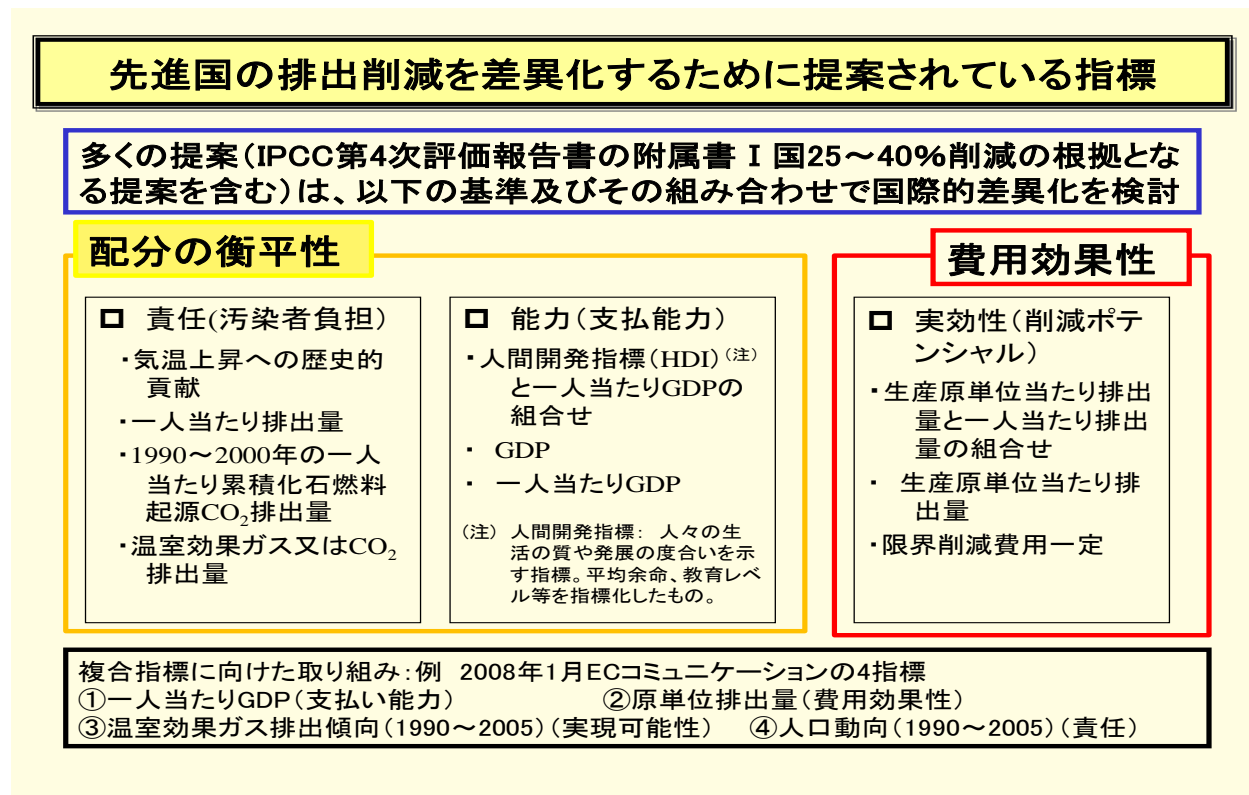 先進国の排出削減を差異化するために提案されている指標
多くの提案(IPCC第4次評価報告書の附属書Ⅰ国25~40%削減の根拠とな
る提案を含む)は、以下の基準及びその組み合わせで国際的差異化を検討
配分の衡平性
□ 責任(汚染者負担)
・気温上昇への歴史的
貢献
・一人当たり排出量
・1990~2000年の一人
当たり累積化石燃料
起源CO₂排出量
・温室効果ガス又はCO₂
排出量
□ 能力(支払能力)
・人間開発指標(HDI)(注)
と一人当たりGDPの
組合せ
・ GDP
・ 一人当たりGDP
(注) 人間開発指標: 人々の生
活の質や発展の度合いを示
す指標。平均余命、教育レベ
ル等を指標化したもの。
費用効果性
□ 実効性(削減ポテ
ンシャル)
・生産原単位当たり排出
量と一人当たり排出
量の組合せ
・ 生産原単位当たり排
出量
・限界削減費用一定
複合指標に向けた取り組み:例 2008年1月ECコミュニケーションの4指標
①一人当たりGDP(支払い能力) ②原単位排出量(費用効果性)
③温室効果ガス排出傾向(1990~2005)(実現可能性) ④人口動向(1990~2005)(責任)